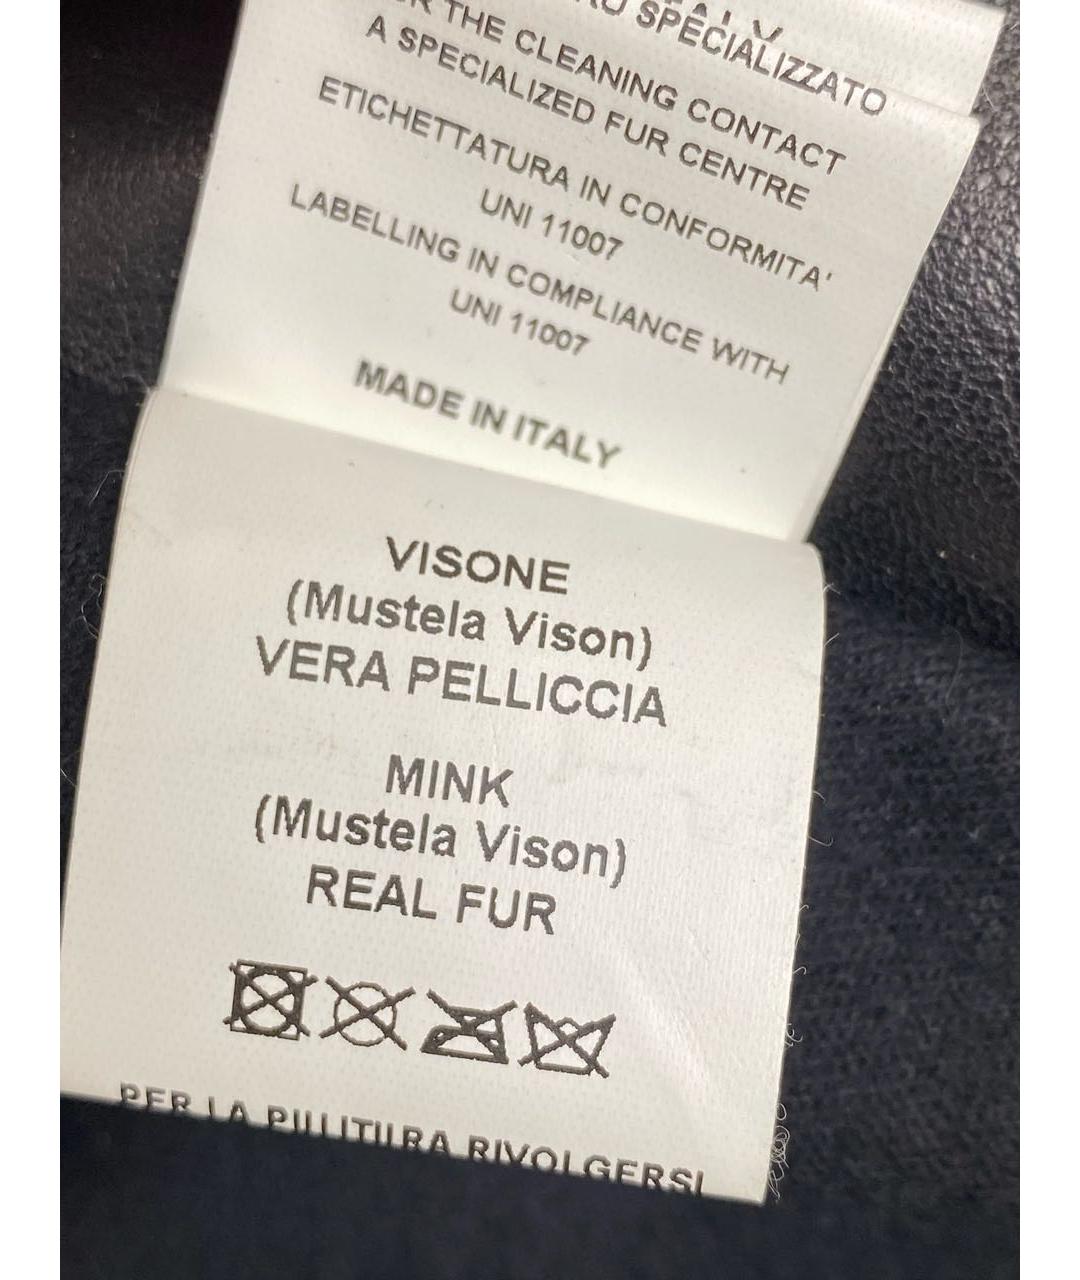 SPECIALIZZATO
THE CLEANING CONTACT
A SPECIALIZED FUR CENTRE
ETICHETTATURA IN CONFORMITA'
UNI 11007
LABELLING IN COMPLIANCE WITH
UNI 11007
MADE IN ITALY
VISONE
(Mustela Vison)
VERA PELLICCIA
MINK
(Mustela Vison)
REAL FUR
PER LA PULITURA RIVOLGERSI